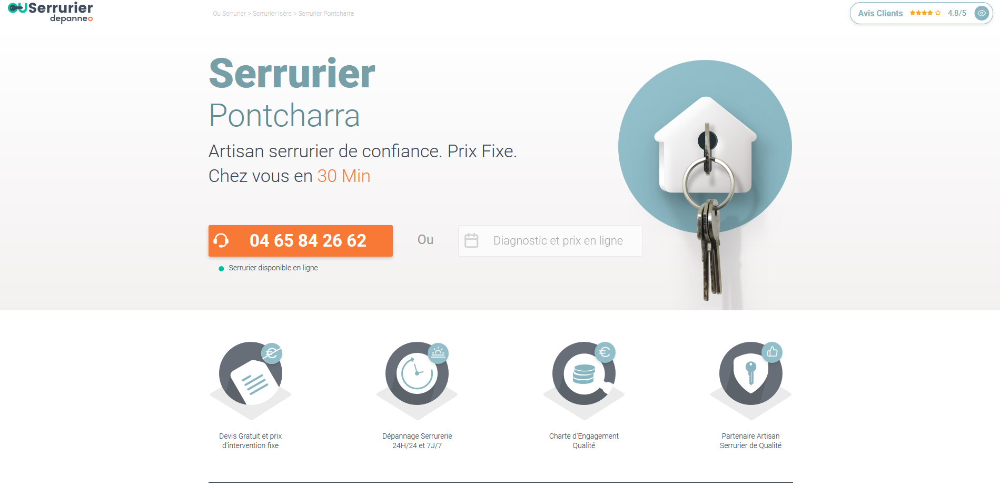 OUSerrurier
depanneo
Ou Serrurier > Serrurier Isère > Serrurier Pontcharra
Avis Clients 4.8/5
Serrurier
Pontcharra
Artisan serrurier de confiance. Prix Fixe.
Chez vous en 30 Min
04 65 84 26 62
Ou
Diagnostic et prix en ligne
Serrurier disponible en ligne
Devis Gratuit et prix
d'intervention fixe
Dépannage Serrurerie
24H/24 et 7J/7
Charte d'Engagement
Qualité
Partenaire Artisan
Serrurier de Qualité